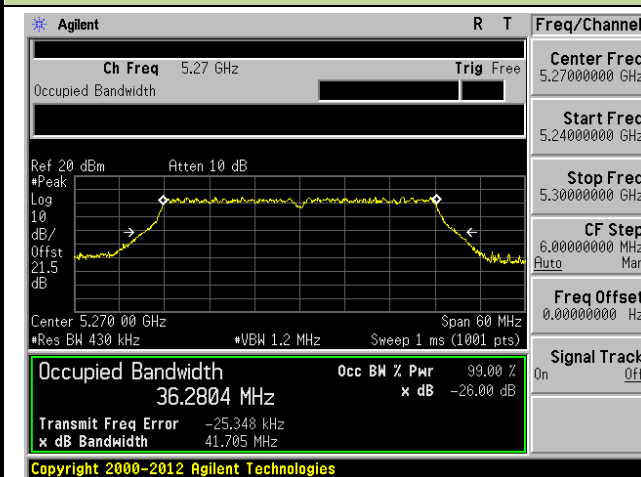 Agilent
R T
Freq/Channel
Ch Freq 5.27 GHz Trig Free
Occupied Bandwidth
Center Freq
5.27000000 GHz
Start Freq
5.24000000 GHz
Stop Freq
5.30000000 GHz
CF Step
6.00000000 MHz
Auto Man
Freq Offset
0.00000000 Hz
Signal Track
On Off
Ref 20 dBm Atten 10 dB
#Peak
Log
10
dB/
Offst
21.5
dB
Center 5.270 00 GHz Span 60 MHz
#Res BW 430 kHz #VBW 1.2 MHz Sweep 1 ms (1001 pts)
Occupied Bandwidth
36.2804 MHz
Occ BW % Pwr 99.00 %
x dB -26.00 dB
Transmit Freq Error -25.348 kHz
x dB Bandwidth 41.705 MHz
Copyright 2000-2012 Agilent Technologies